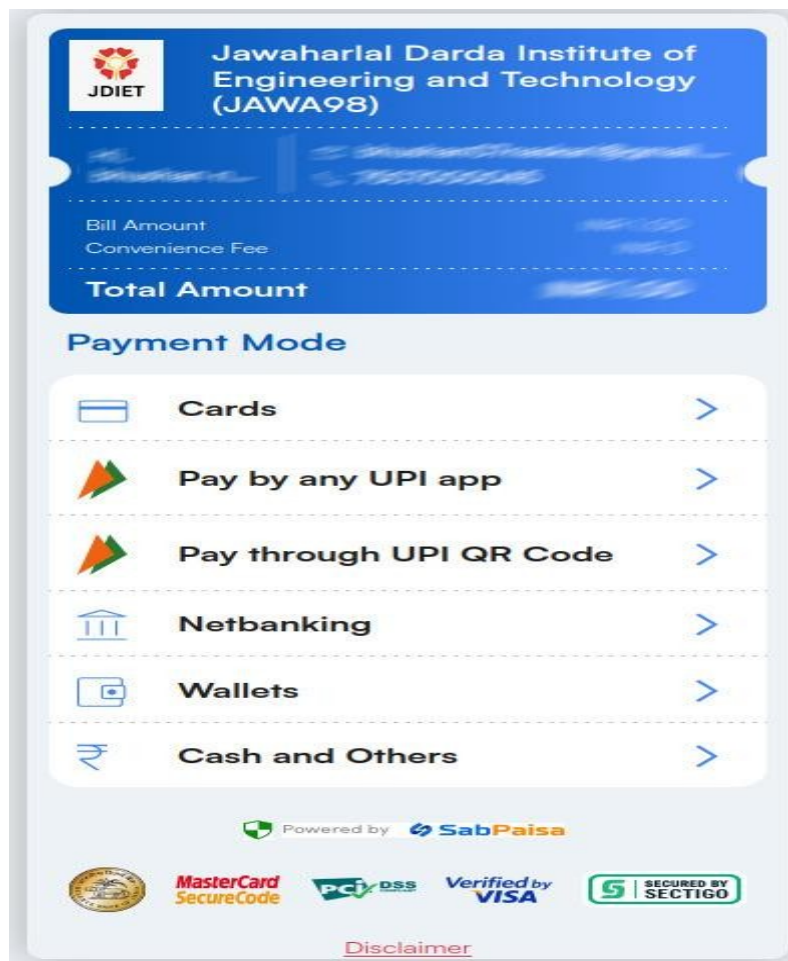 JDIET
Jawaharlal Darda Institute of
Engineering and Technology
(JAWA98)
Bill Amount
Convenience Fee
Total Amount
Payment Mode
Cards
Pay by any UPI app
Pay through UPI QR Code
Netbanking
Wallets
Cash and Others
Powered by SabPaisa
MasterCard
SecureCode
PCI DSS
Verified by
VISA
SECURED BY
SECTIGO
Disclaimer